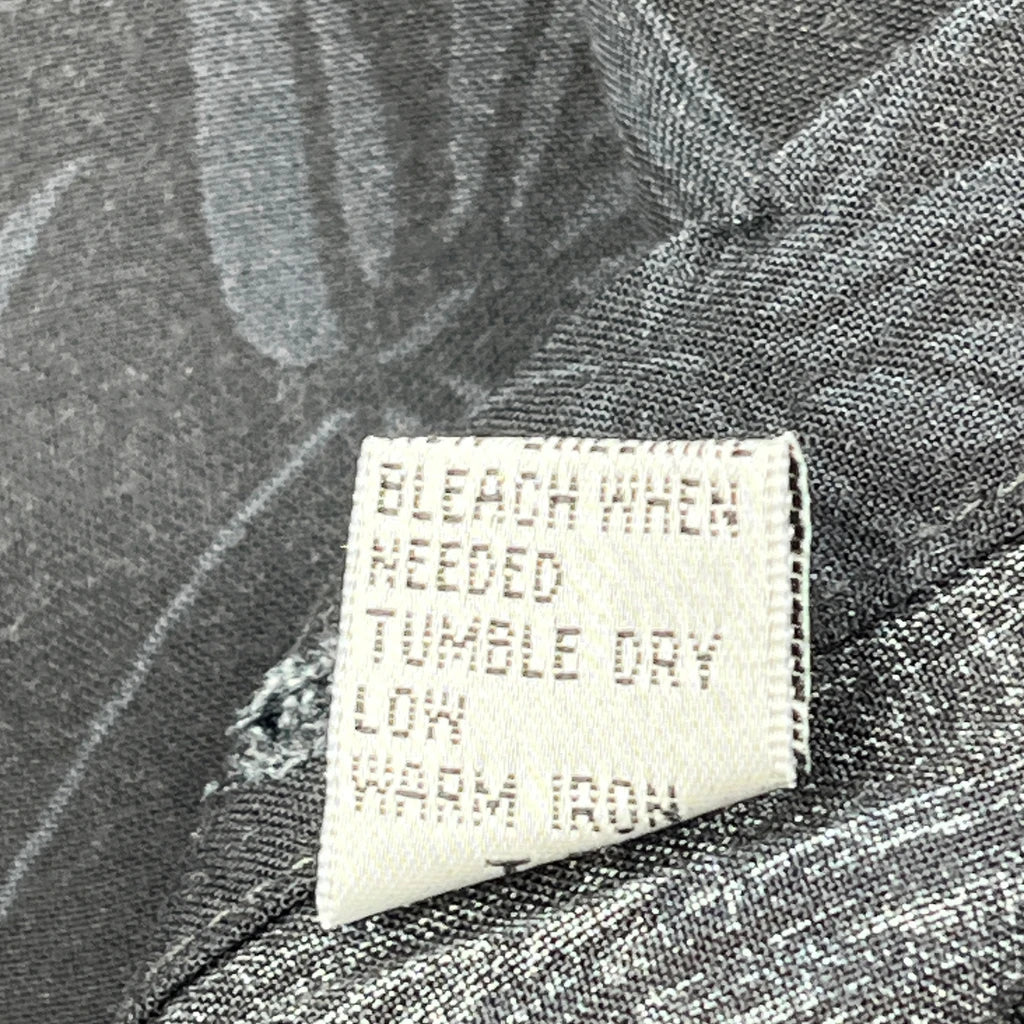 BLEACH WHEN
NEEDED
TUMBLE DRY
LOW
WARM IRON